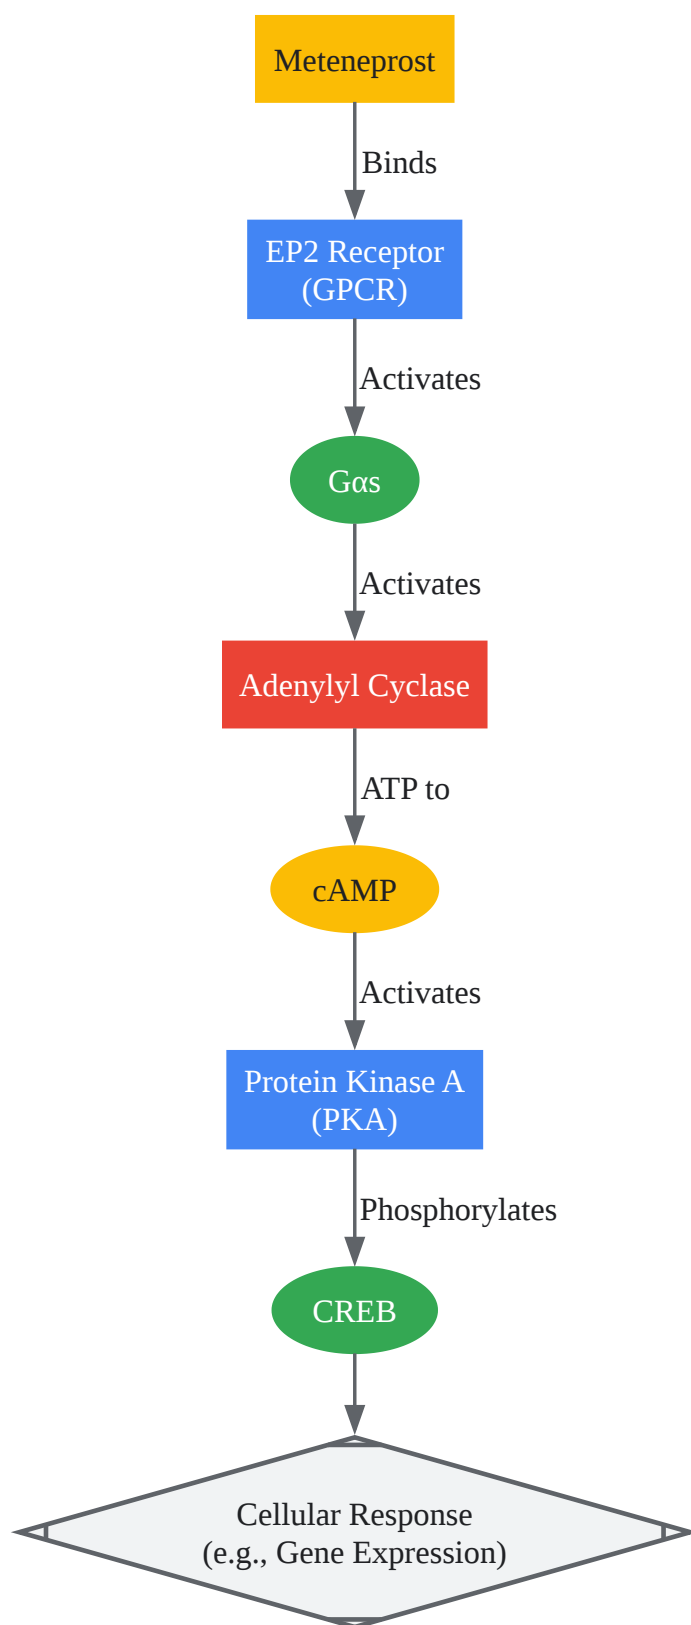 Meteneprost
Binds
EP2 Receptor
(GPCR)
Activates
Gαs
Activates
Adenylyl Cyclase
ATP to
cAMP
Activates
Protein Kinase A
(PKA)
Phosphorylates
CREB
Cellular Response
(e.g., Gene Expression)